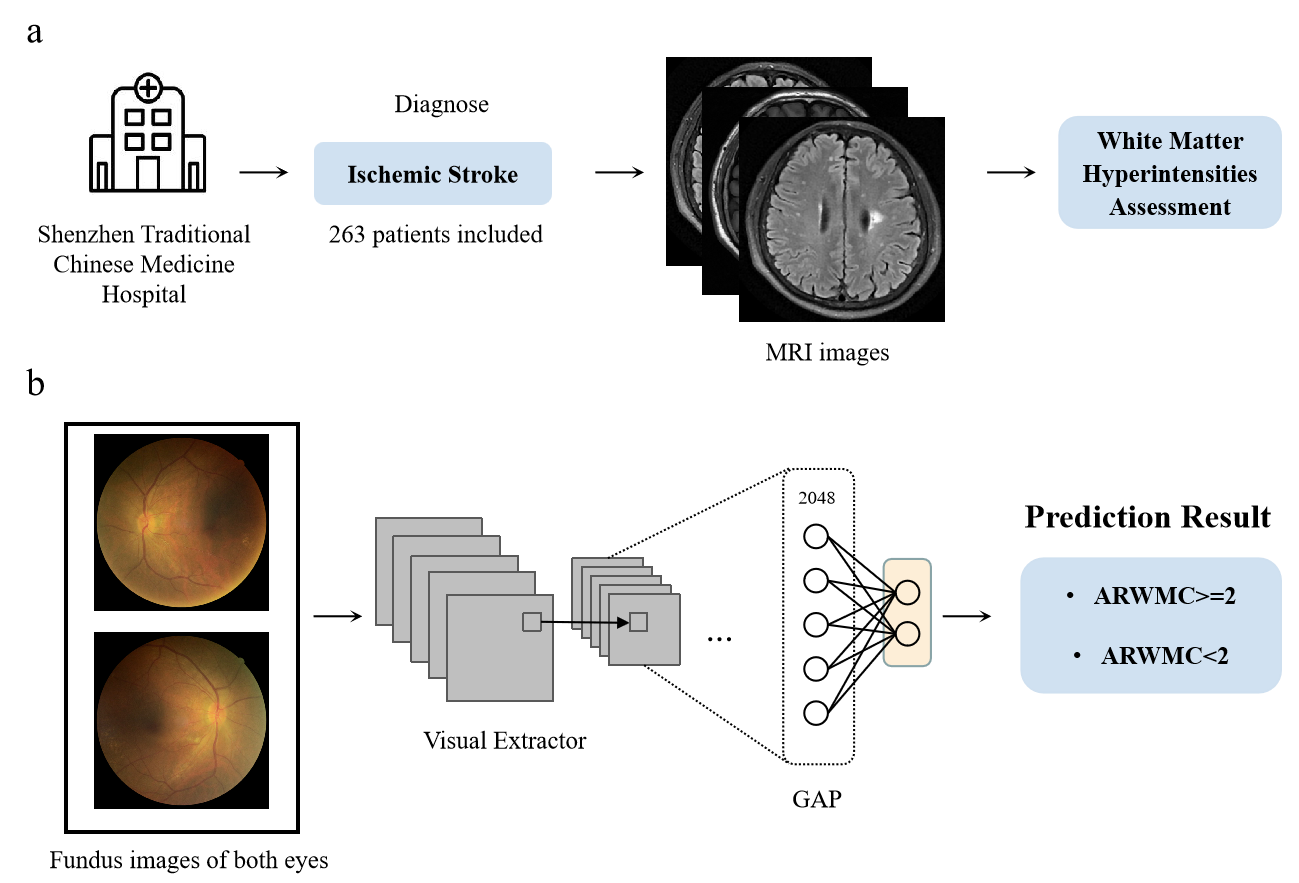 a
Diagnose
Ischemic Stroke
263 patients included
Shenzhen Traditional
Chinese Medicine
Hospital
MRI images
White Matter
Hyperintensities
Assessment
b
Fundus images of both eyes
Visual Extractor
...
2048
GAP
Prediction Result
• ARWMC>=2
• ARWMC<2